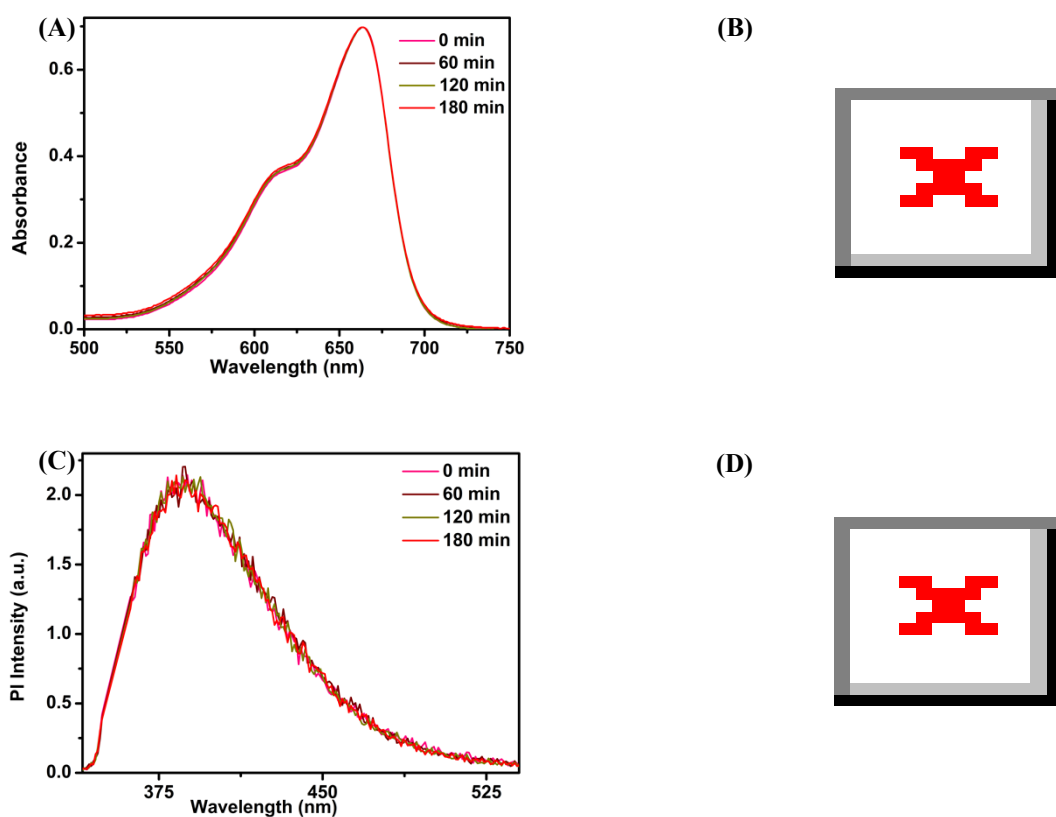 (A)
0 min
60 min
120 min
180 min
0.6
0.4
0.2
0.0
Absorbance
500 550 600 650 700 750
Wavelength (nm)
(B)
(C)
0 min
60 min
120 min
180 min
2.0
1.5
1.0
0.5
0.0
PI Intensity (a.u.)
375 450 525
Wavelength (nm)
(D)